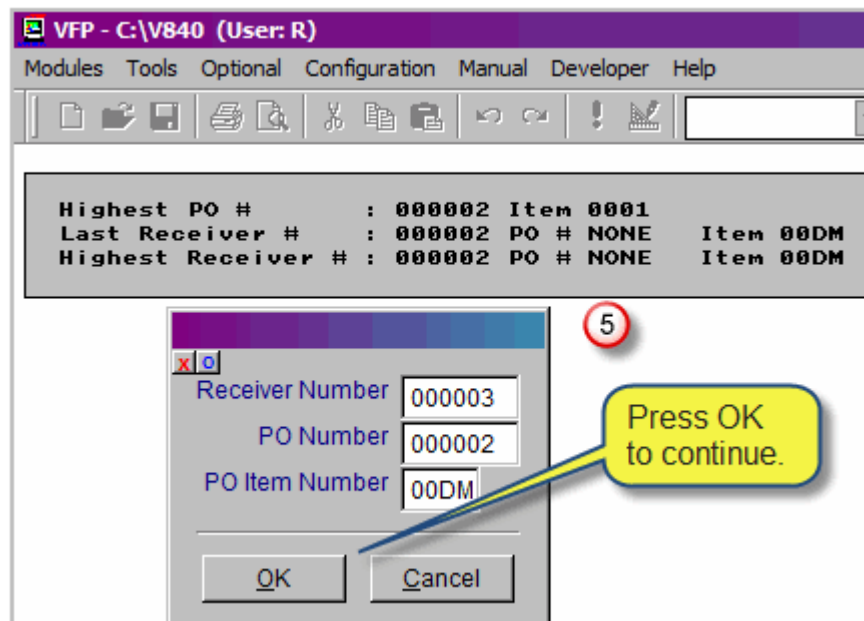 VFP - C:\V840 (User: R)
Modules Tools Optional Configuration Manual Developer Help
Highest PO # : 000002 Item 0001
Last Receiver # : 000002 PO # NONE Item 00DM
Highest Receiver # : 000002 PO # NONE Item 00DM
5
X O
Receiver Number 000003
PO Number 000002
PO Item Number 00DM
Press OK
to continue.
OK Cancel